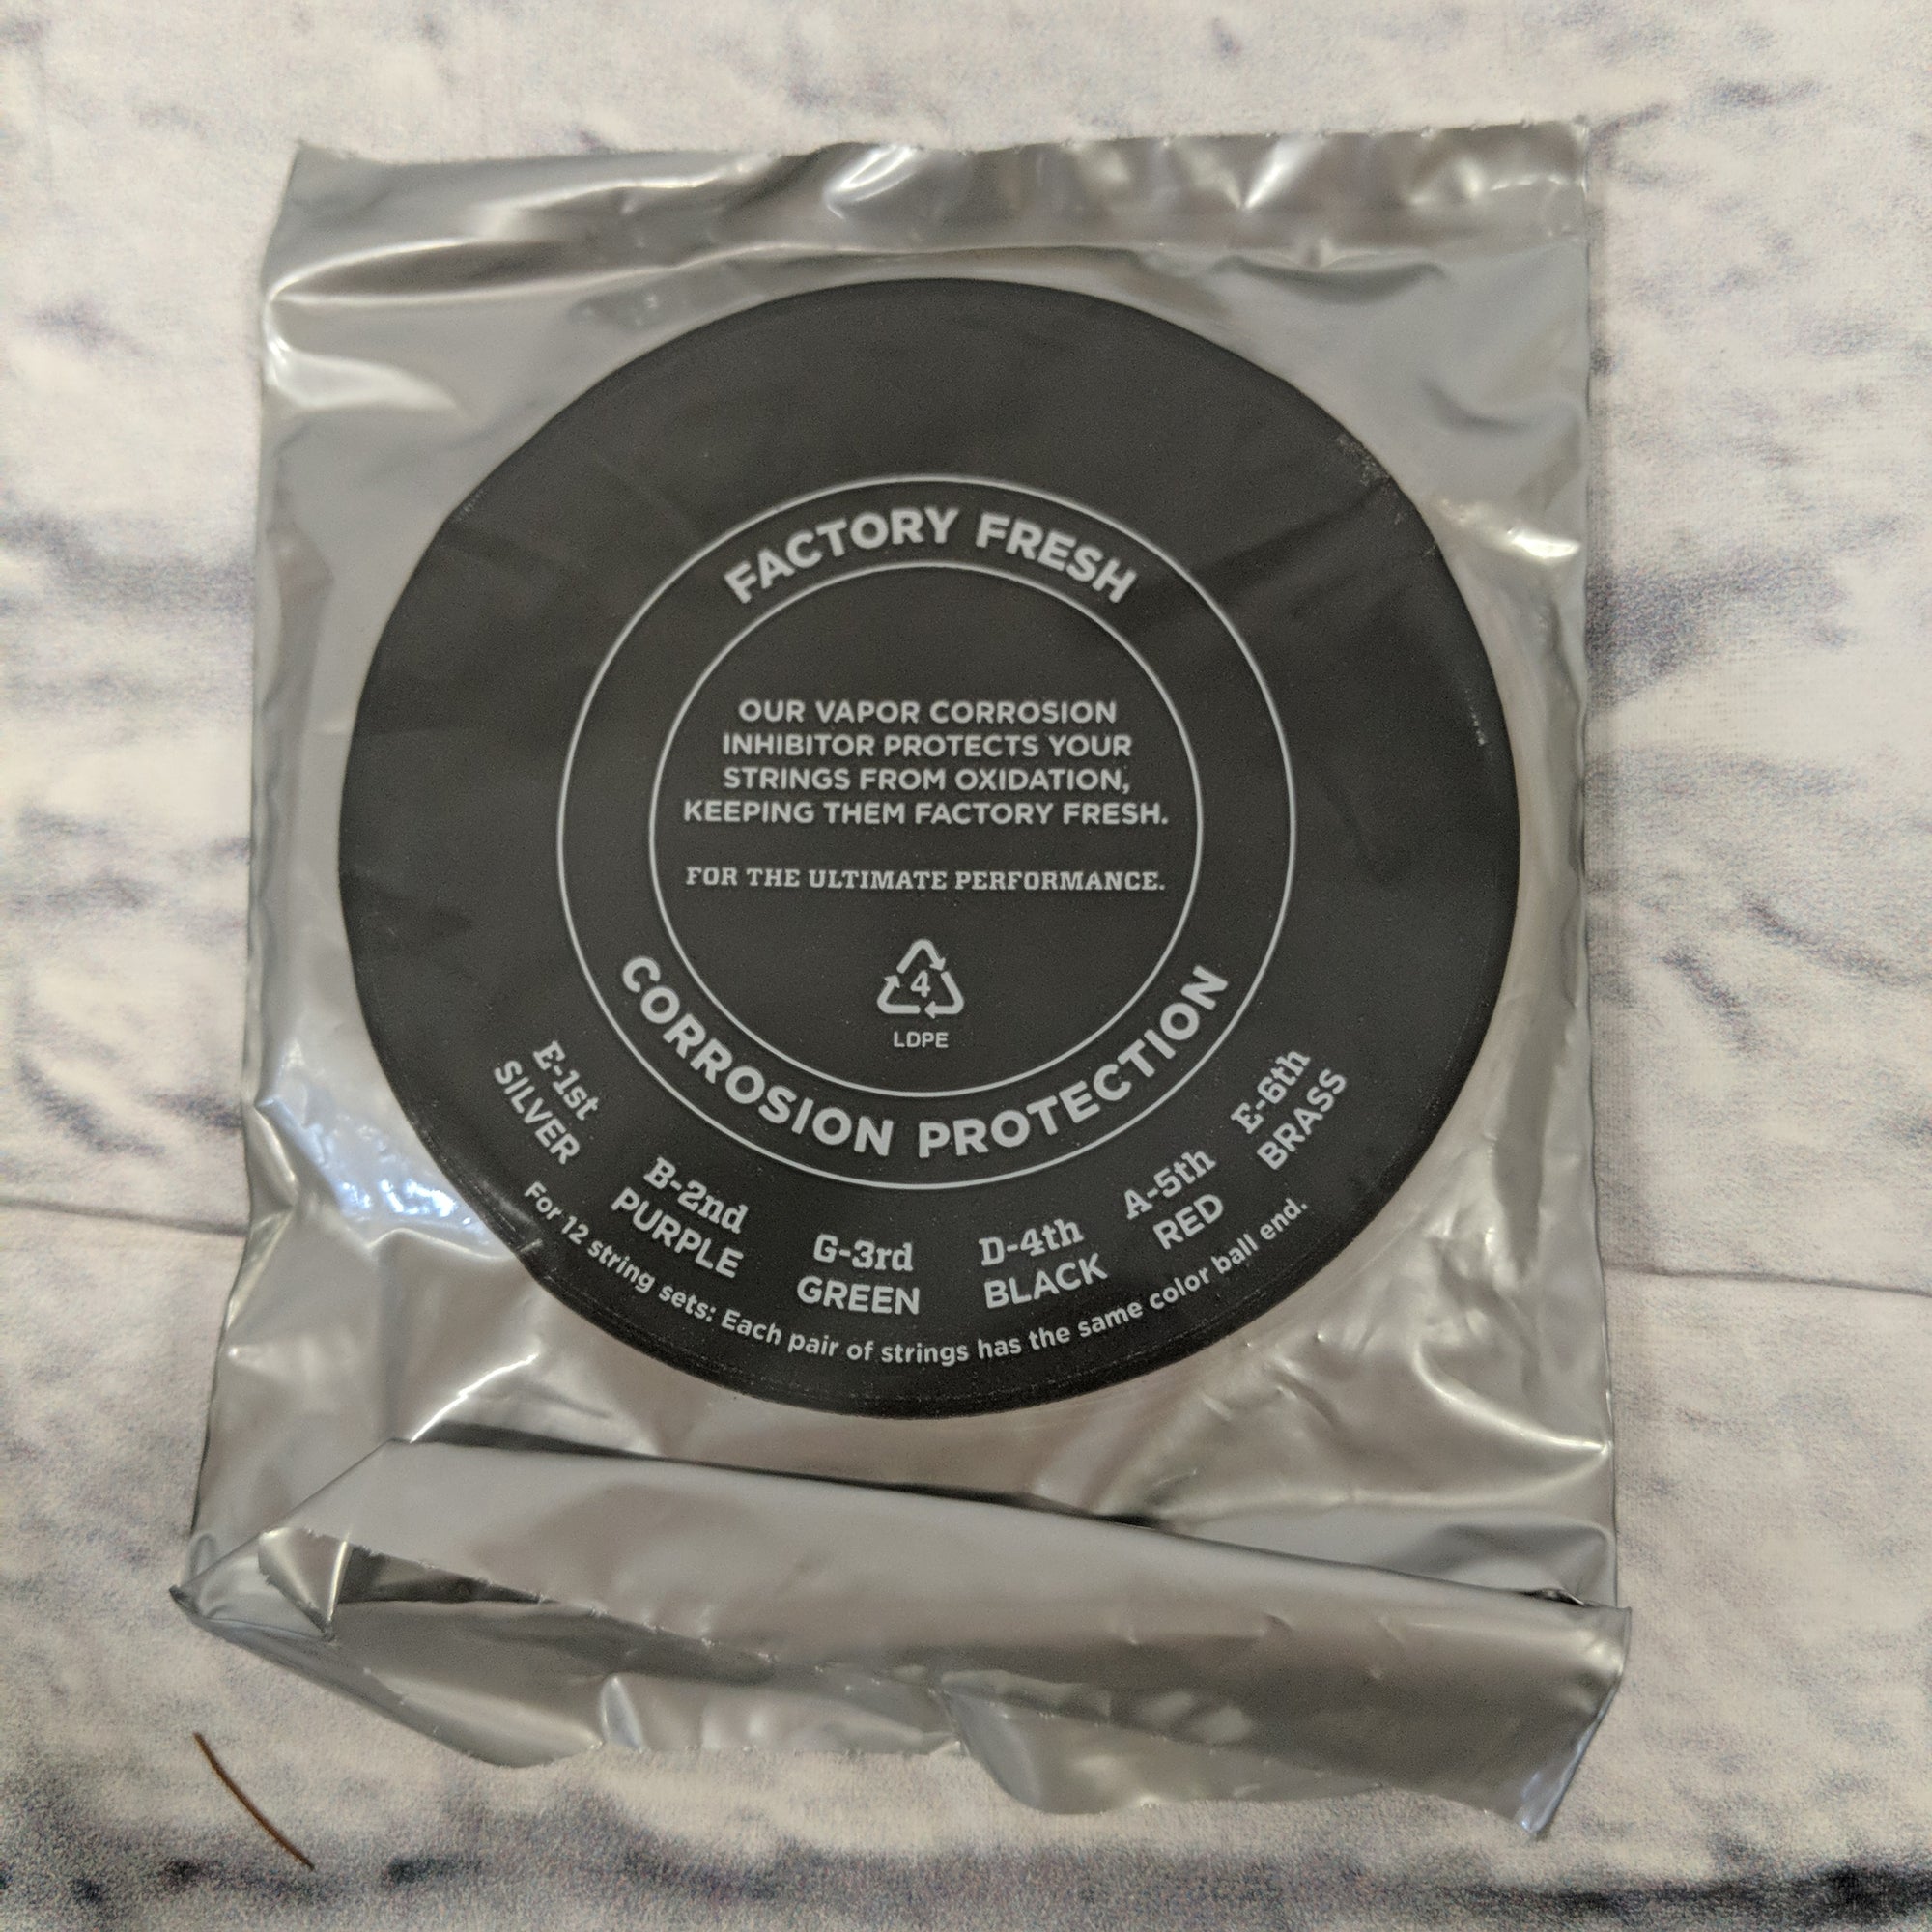 FACTORY FRESH
OUR VAPOR CORROSION
INHIBITOR PROTECTS YOUR
STRINGS FROM OXIDATION,
KEEPING THEM FACTORY FRESH.
FOR THE ULTIMATE PERFORMANCE.
4
LDPE
CORROSION PROTECTION
E-1st
SILVER
B-2nd
PURPLE
G-3rd
GREEN
D-4th
BLACK
A-5th
RED
E-6th
BRASS
For 12 string sets: Each pair of strings has the same color ball end.